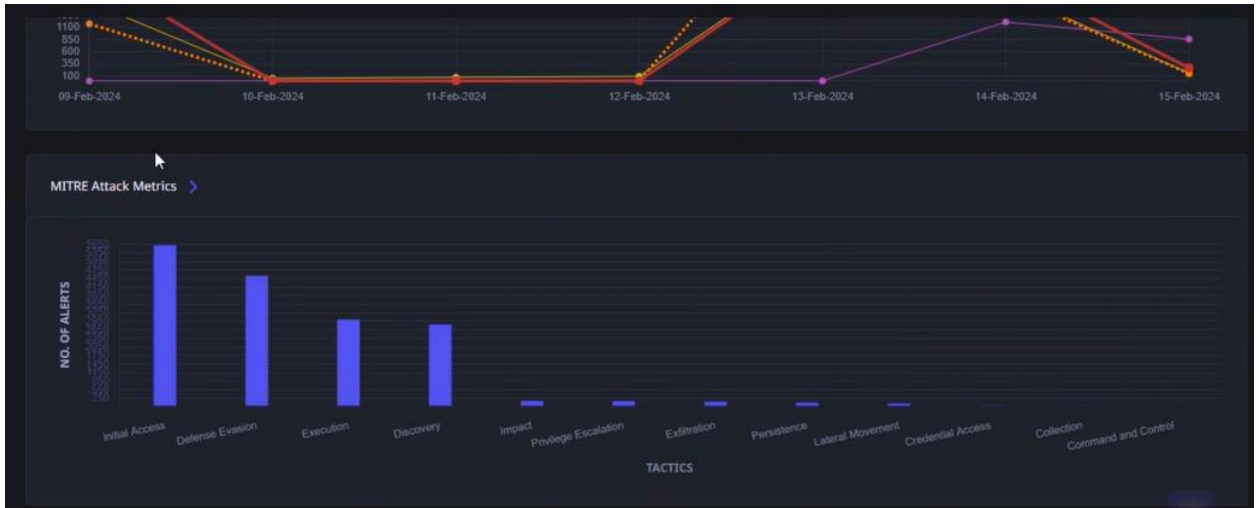 1100
850
600
350
100
09-Feb-2024 10-Feb-2024 11-Feb-2024 12-Feb-2024 13-Feb-2024 14-Feb-2024 15-Feb-2024
MITRE Attack Metrics
NO. OF ALERTS
Initial Access Defense Evasion Execution Discovery Impact Privilege Escalation Exfiltration Persistence Lateral Movement Credential Access Collection Command and Control
TACTICS